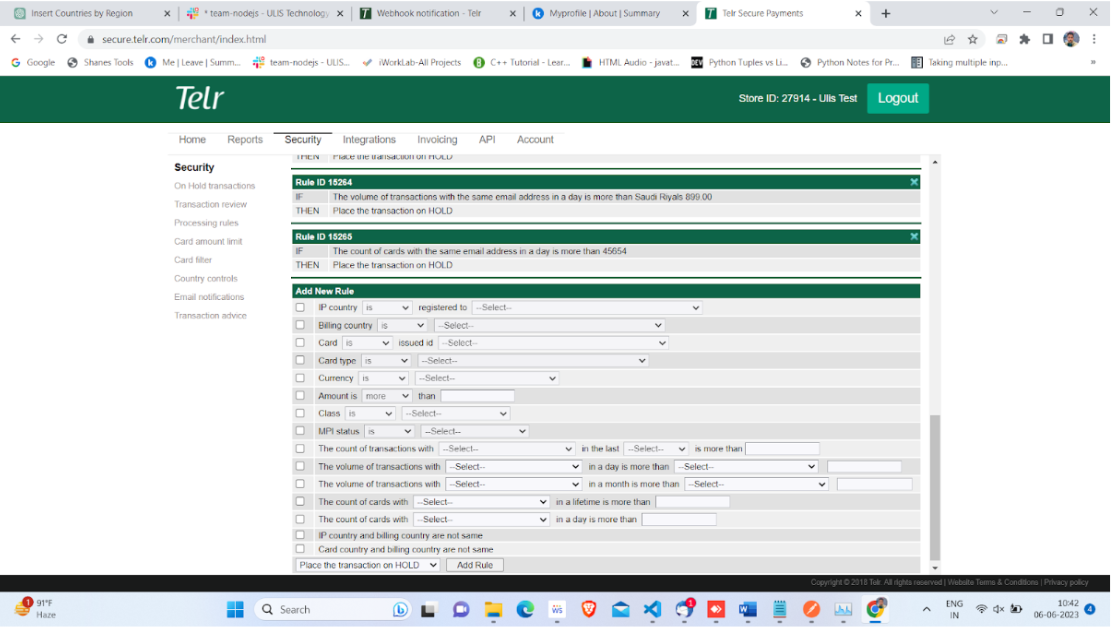 Insert Countries by Region
* team-nodejs - ULIS Technology
Webhook notification - Telr
Myprofile | About | Summary
Telr Secure Payments
secure.telr.com/merchant/index.html
Google
Shanes Tools
Me | Leave | Summ...
team-nodejs - ULIS...
iWorkLab-All Projects
C++ Tutorial - Lear...
HTML Audio - javat...
Python Tuples vs Li...
Python Notes for Pr...
Taking multiple inp...
»
Telr
Store ID: 27914 - Ulis Test
Logout
Home Reports Security Integrations Invoicing API Account
Security
On Hold transactions
Transaction review
Processing rules
Card amount limit
Card filter
Country controls
Email notifications
Transaction advice
THEN Place the transaction on HOLD
Rule ID 15264
IF The volume of transactions with the same email address in a day is more than Saudi Riyals 899.00
THEN Place the transaction on HOLD
Rule ID 15265
IF The count of cards with the same email address in a day is more than 45654
THEN Place the transaction on HOLD
Add New Rule
IP country is registered to --Select--
Billing country is --Select--
Card is issued id --Select--
Card type is --Select--
Currency is --Select--
Amount is more than
Class is --Select--
MPI status is --Select--
The count of transactions with --Select-- in the last --Select-- is more than
The volume of transactions with --Select-- in a day is more than --Select--
The volume of transactions with --Select-- in a month is more than --Select--
The count of cards with --Select-- in a lifetime is more than
The count of cards with --Select-- in a day is more than
IP country and billing country are not same
Card country and billing country are not same
Place the transaction on HOLD Add Rule
Copyright © 2018 Telr. All rights reserved | Website Terms & Conditions | Privacy policy
91°F
Haze
Search
ENG
IN
10:42
06-06-2023